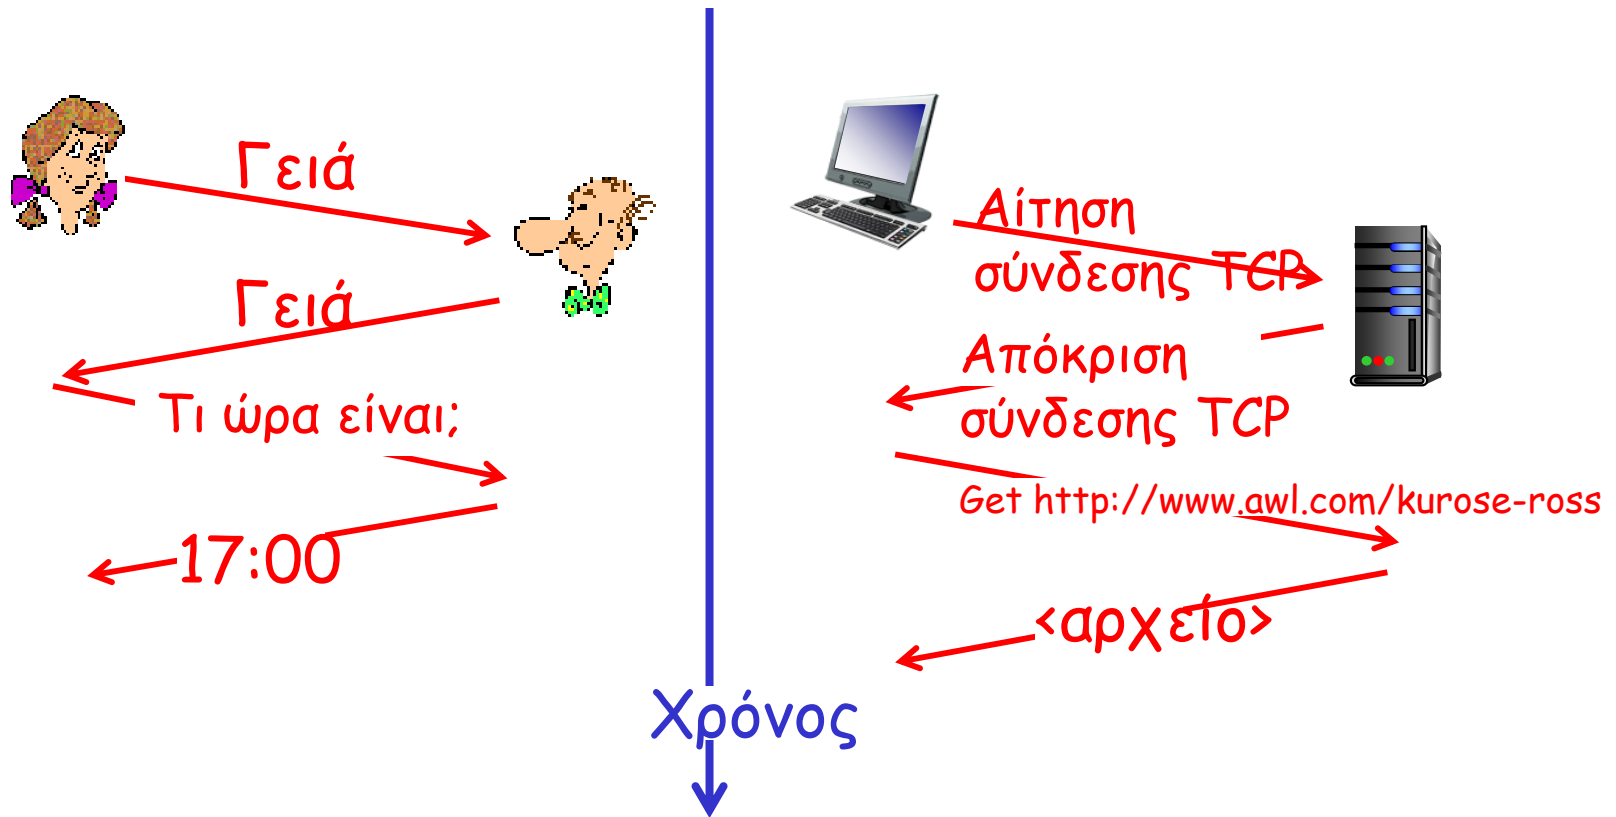 Γειά
Γειά
Τι ώρα είναι;
17:00
Αίτηση
σύνδεσης TCP
Απόκριση
σύνδεσης TCP
Get http://www.awl.com/kurose-ross
<αρχείο>
Χρόνος